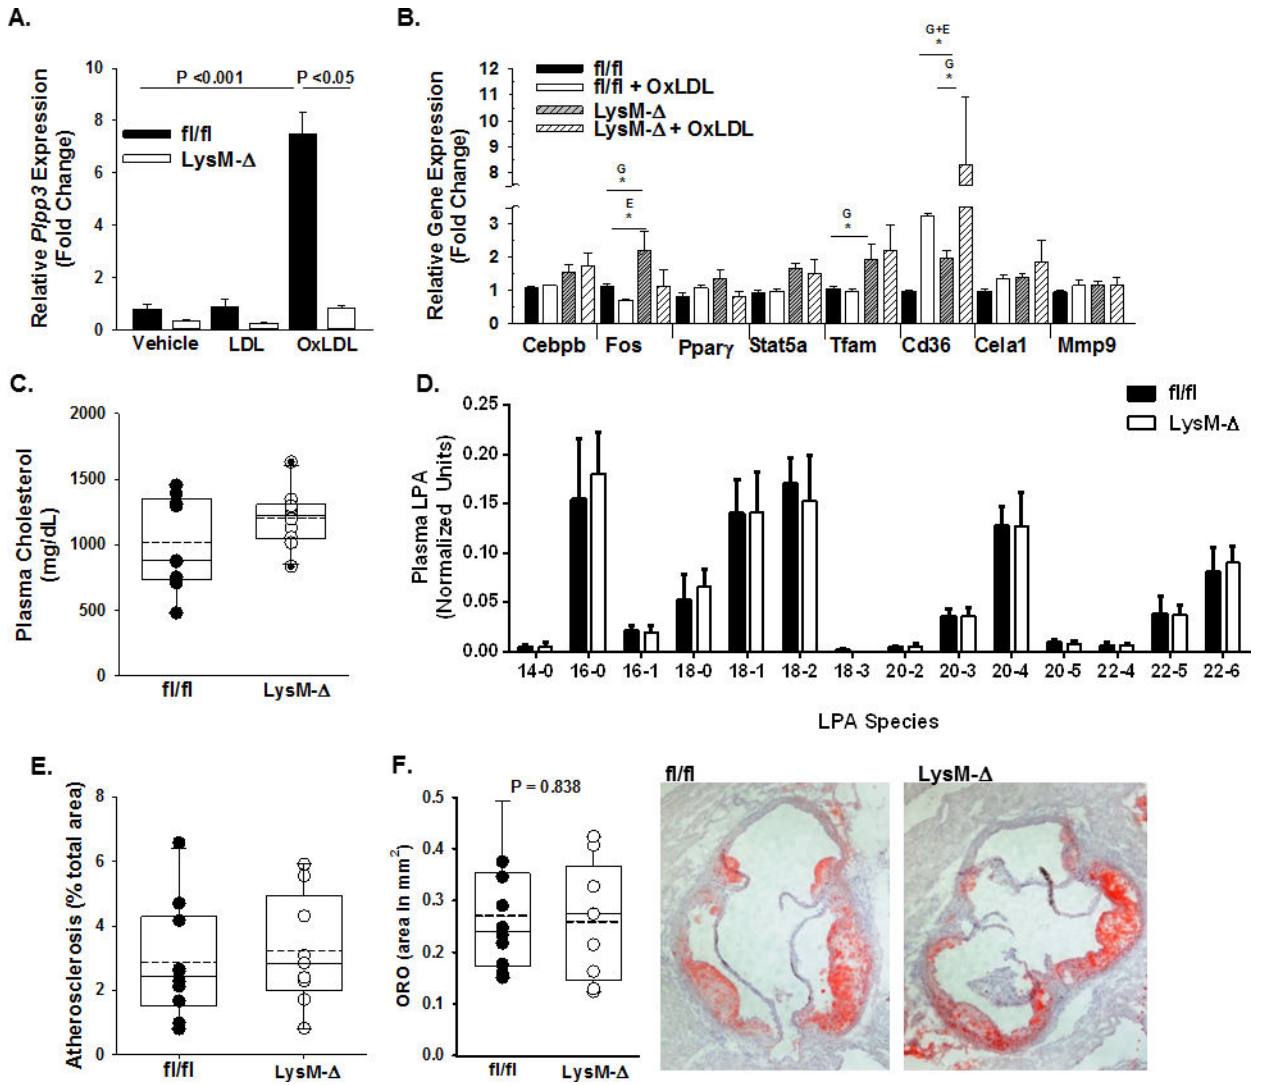 A.
Relative Plpp3 Expression
(Fold Change)
10
8
6
4
2
0
P <0.001
P <0.05
fl/fl
LysM-Δ
Vehicle
LDL
OxLDL
B.
Relative Gene Expression
(Fold Change)
12
11
10
9
8
3
2
1
0
fl/fl
fl/fl + OxLDL
LysM-Δ
LysM-Δ + OxLDL
G
*
E
*
G
*
G+E
*
G
*
Cebpb
Fos
Pparγ
Stat5a
Tfam
Cd36
Cela1
Mmp9
C.
Plasma Cholesterol
(mg/dL)
2000
1500
1000
500
0
fl/fl
LysM-Δ
D.
Plasma LPA
(Normalized Units)
0.25
0.20
0.15
0.10
0.05
0.00
fl/fl
LysM-Δ
14-0
16-0
16-1
18-0
18-1
18-2
18-3
20-2
20-3
20-4
20-5
22-4
22-5
22-6
LPA Species
E.
Atherosclerosis (% total area)
8
6
4
2
0
fl/fl
LysM-Δ
F.
ORO (area in mm²)
0.5
0.4
0.3
0.2
0.1
0.0
P = 0.838
fl/fl
LysM-Δ
fl/fl
LysM-Δ